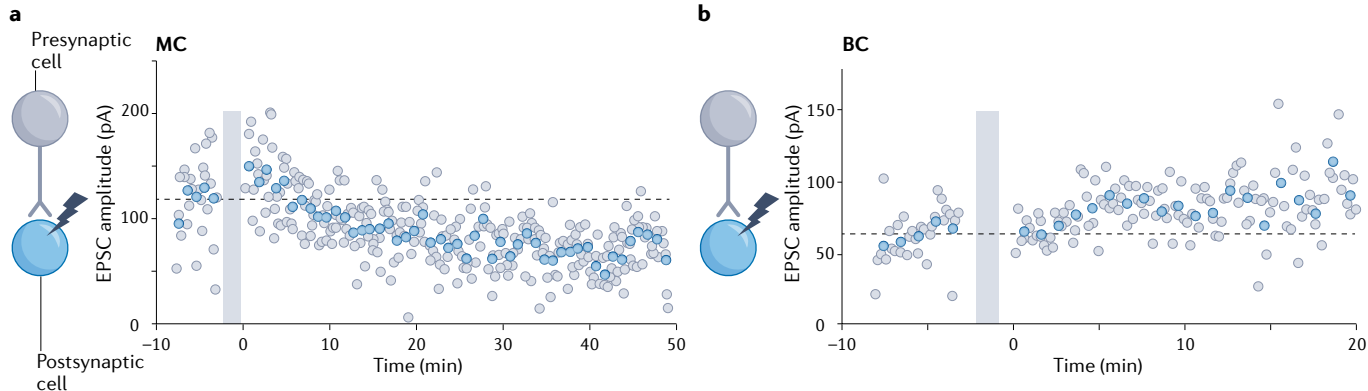 a
Presynaptic
cell
Postsynaptic
cell
MC
EPSC amplitude (pA)
200
100
0
−10
0
10
20
30
40
50
Time (min)
b
BC
EPSC amplitude (pA)
150
100
50
0
−10
0
10
20
Time (min)